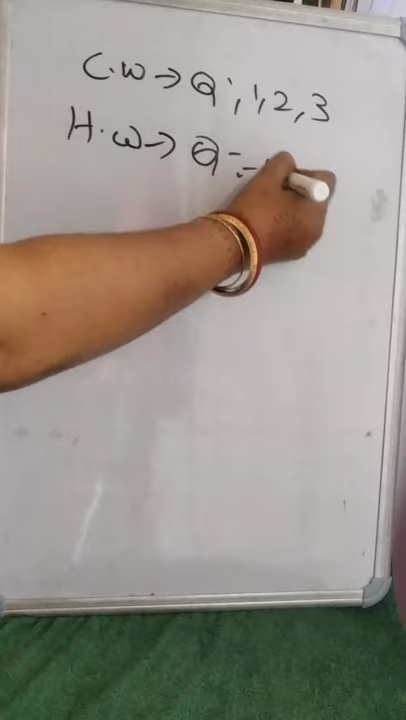 C.W → Q:, 1, 2, 3
H.W → Q:-